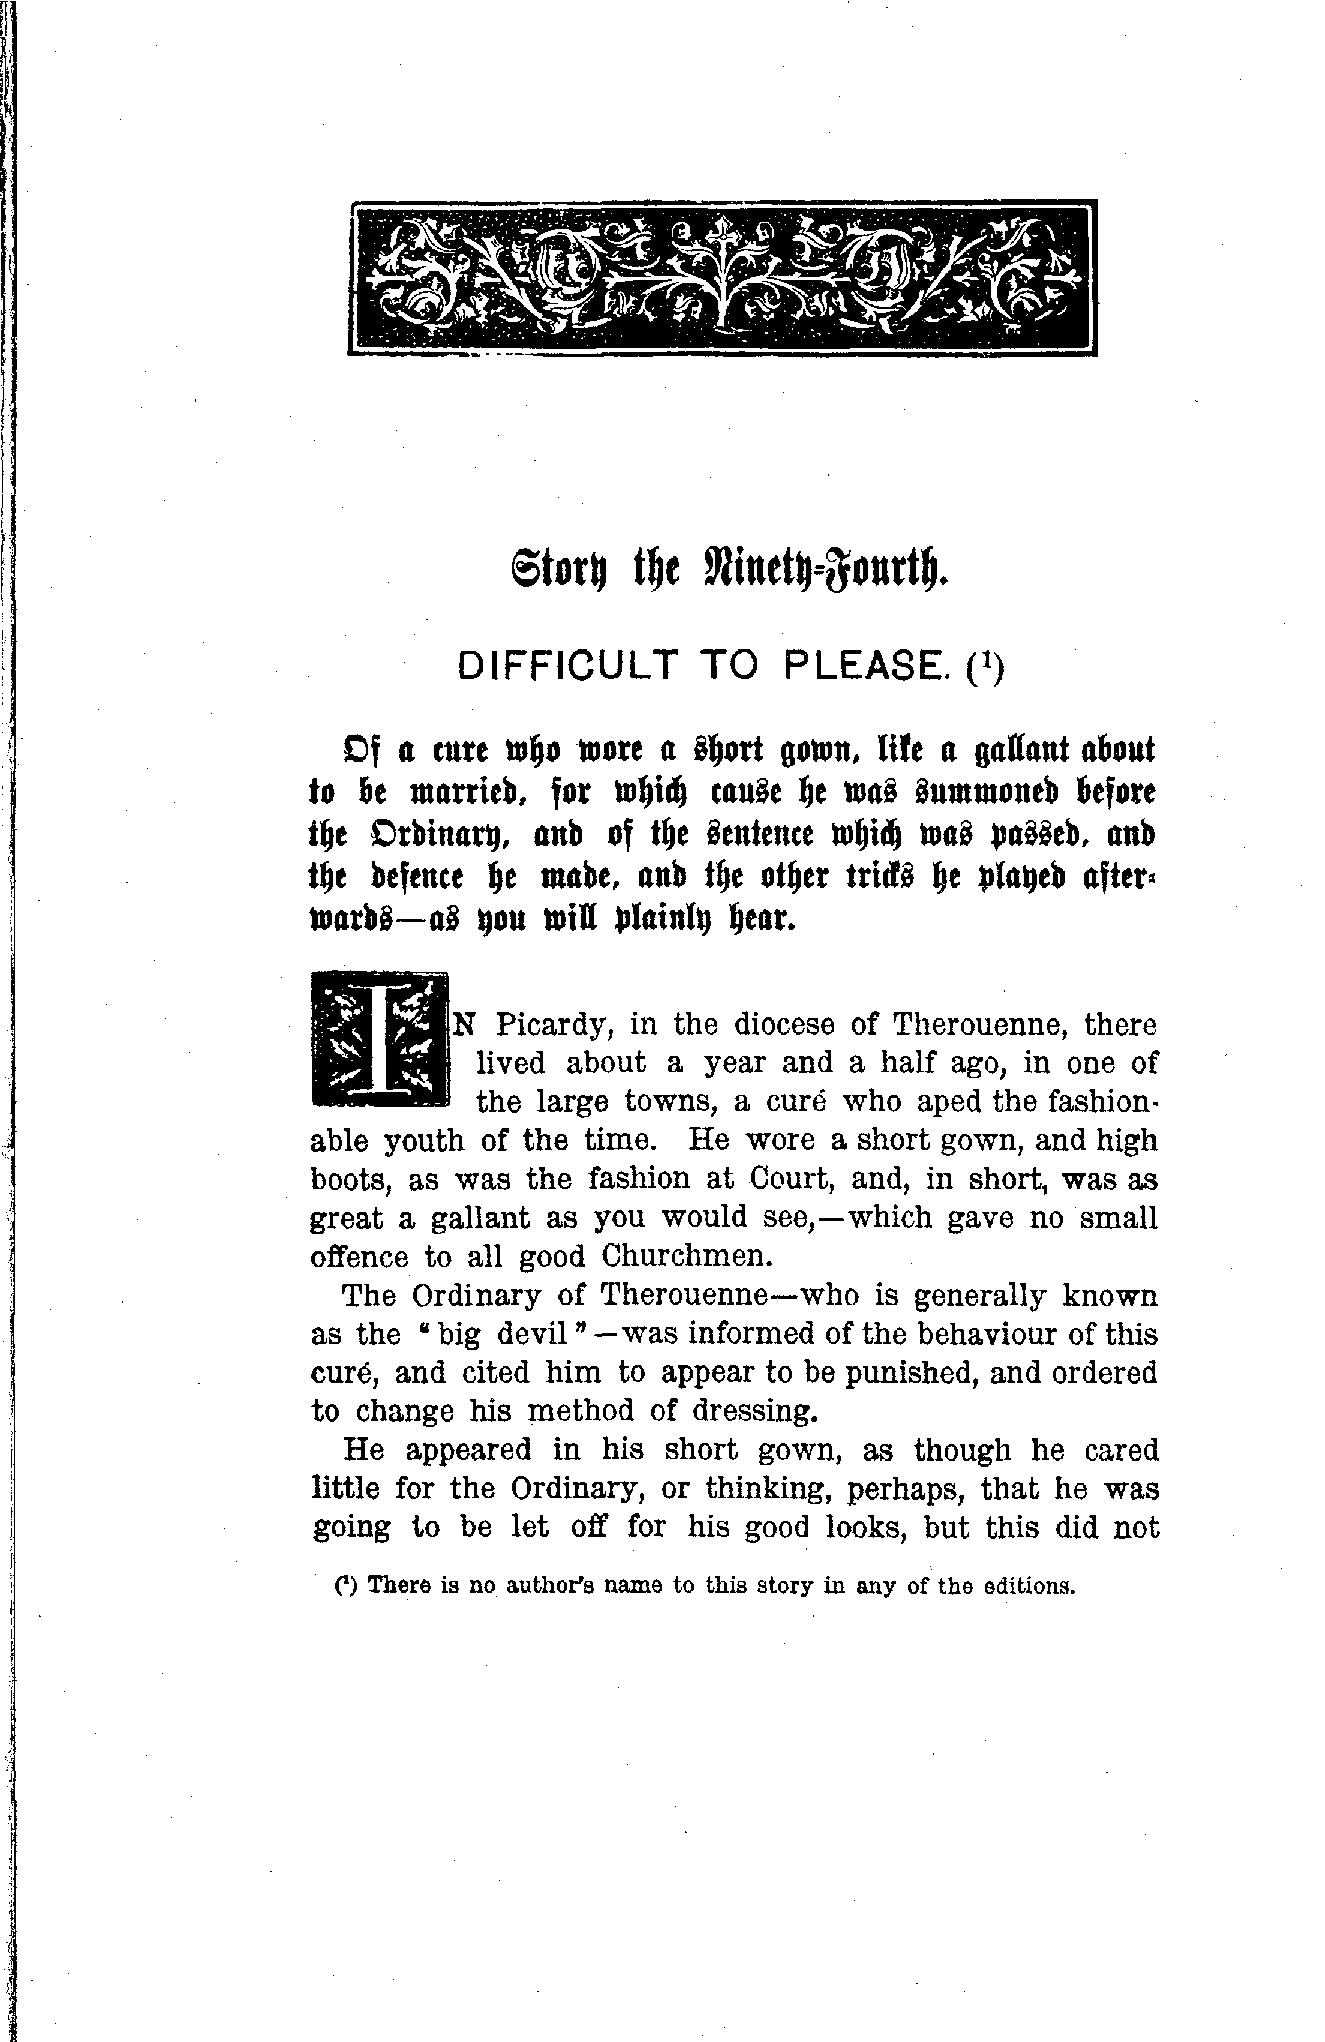 Story the Ninety-Fourth.
DIFFICULT TO PLEASE. (¹)
Of a cure who wore a short gown, like a gallant about
to be married, for which cause he was summoned before
the Ordinary, and of the sentence which was passed, and
the defence he made, and the other tricks he played after-
wards—as you will plainly hear.
IN Picardy, in the diocese of Therouenne, there
lived about a year and a half ago, in one of
the large towns, a curé who aped the fashion-
able youth of the time. He wore a short gown, and high
boots, as was the fashion at Court, and, in short, was as
great a gallant as you would see,—which gave no small
offence to all good Churchmen.
The Ordinary of Therouenne—who is generally known
as the "big devil"—was informed of the behaviour of this
curé, and cited him to appear to be punished, and ordered
to change his method of dressing.
He appeared in his short gown, as though he cared
little for the Ordinary, or thinking, perhaps, that he was
going to be let off for his good looks, but this did not
(¹) There is no author's name to this story in any of the editions.